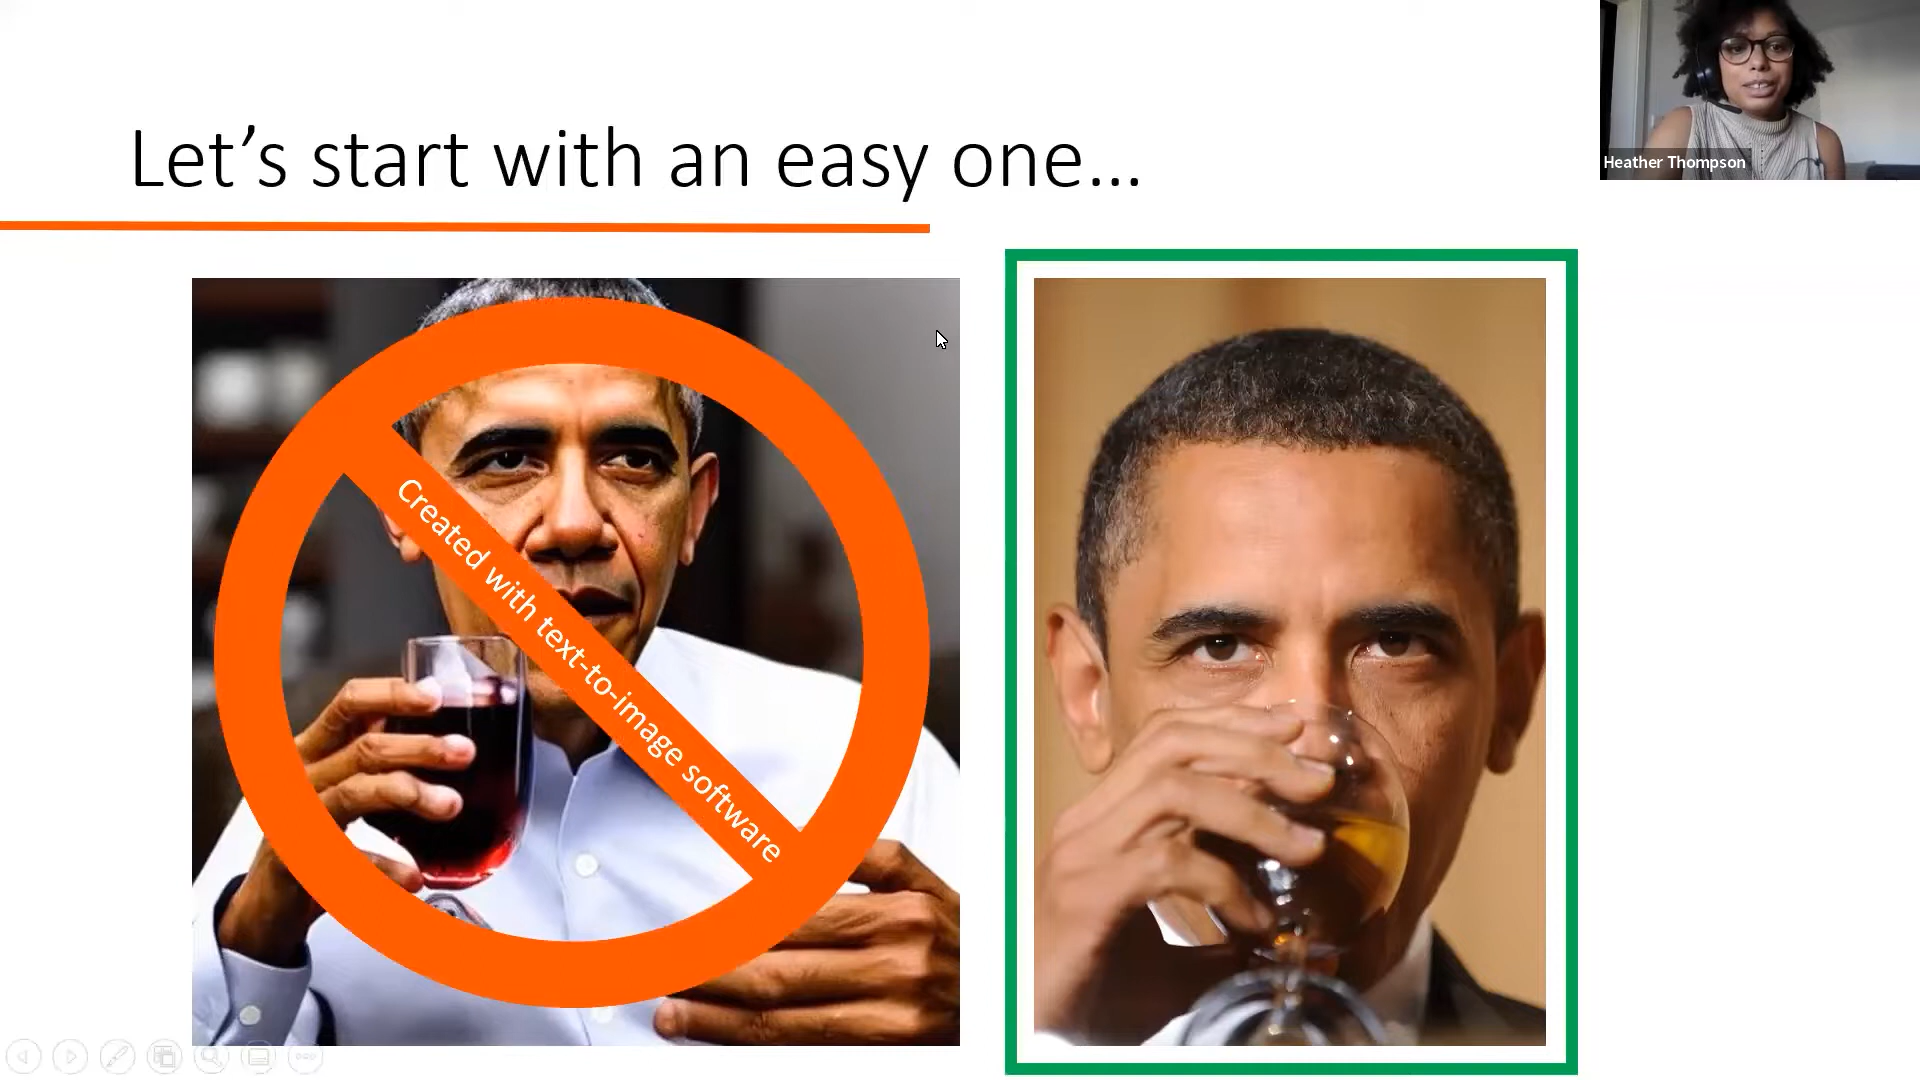 Let’s start with an easy one...
Heather Thompson
Created with text-to-image software